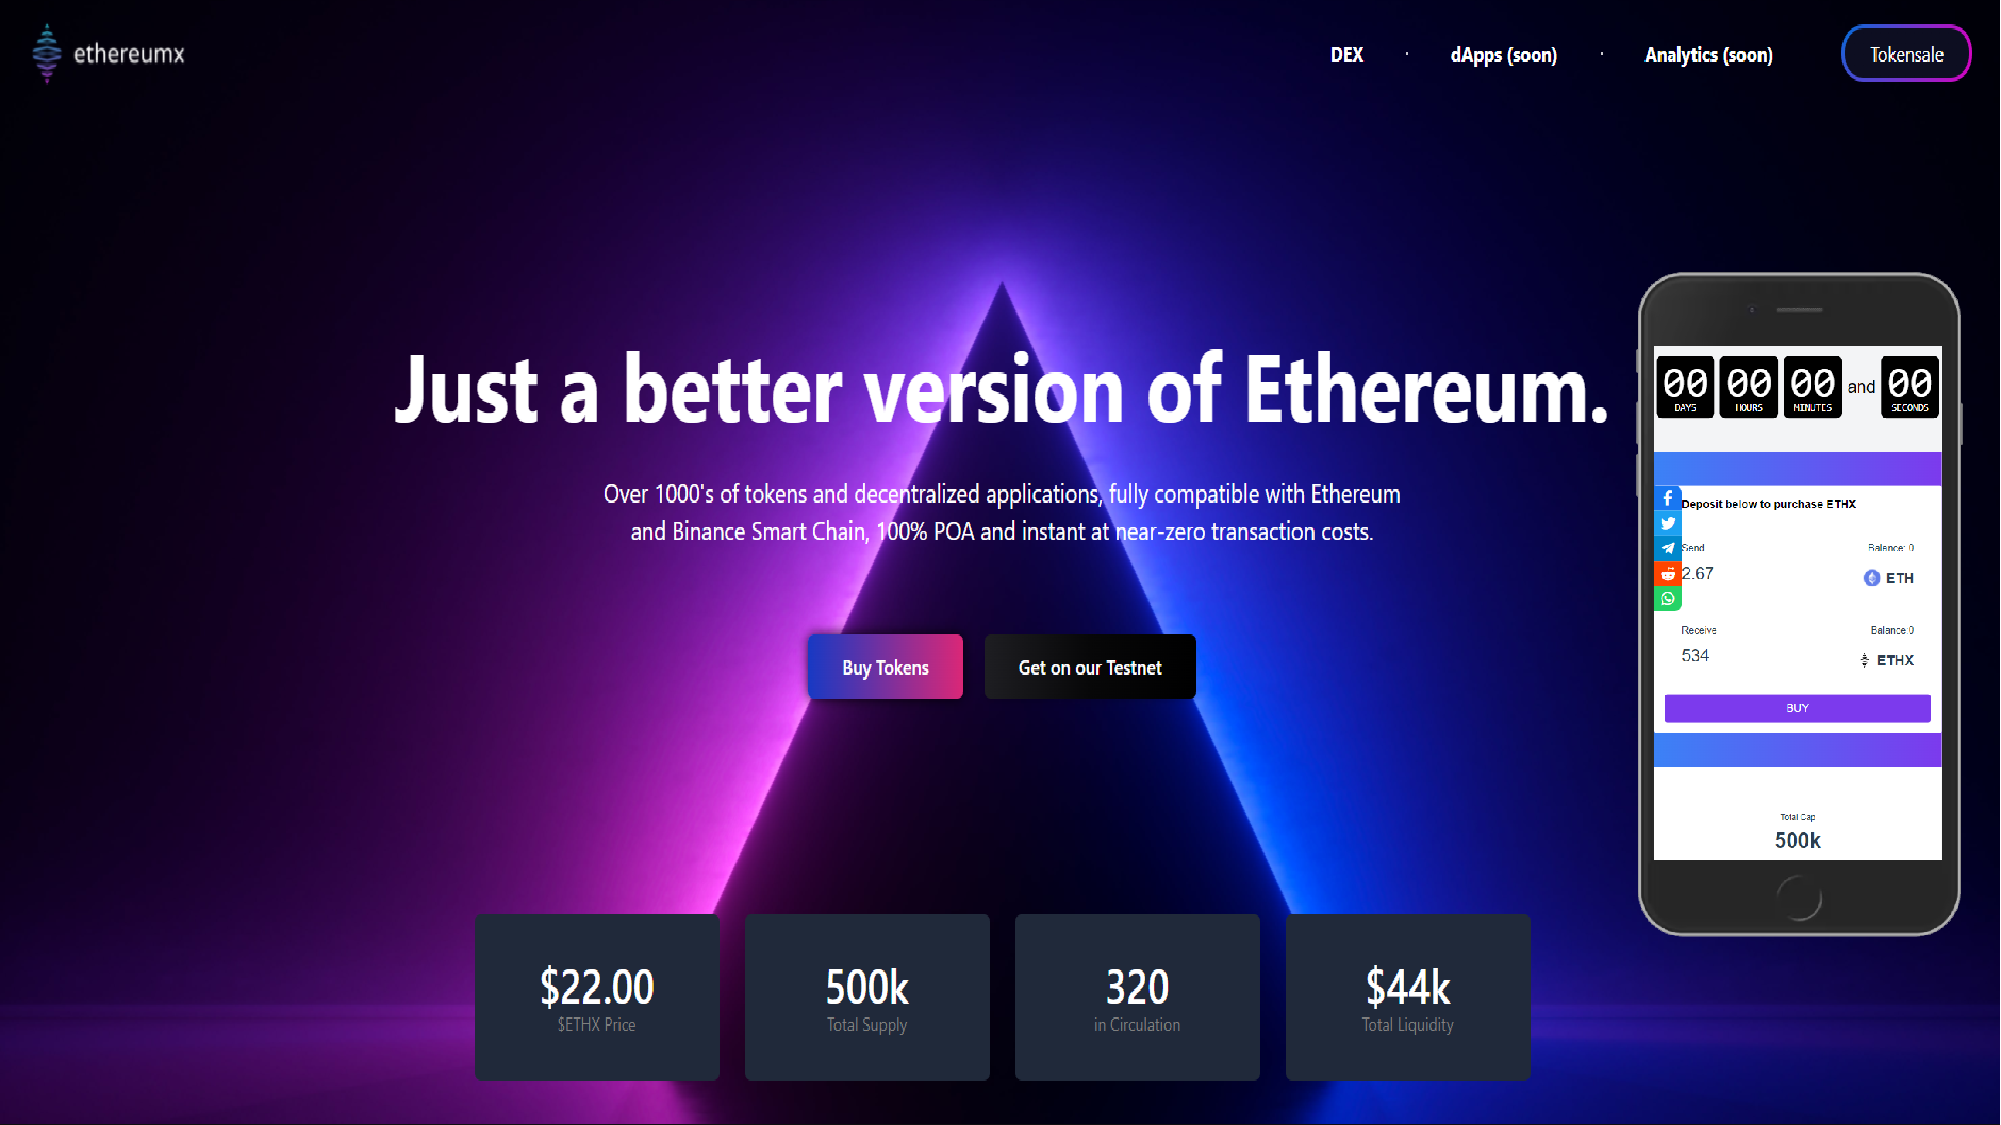 ethereumx
DEX · dApps (soon) · Analytics (soon)
Tokensale
Just a better version of Ethereum.
Over 1000's of tokens and decentralized applications, fully compatible with Ethereum
and Binance Smart Chain, 100% POA and instant at near-zero transaction costs.
Buy Tokens
Get on our Testnet
$22.00
$ETHX Price
500k
Total Supply
320
in Circulation
$44k
Total Liquidity
00 00 00 and 00
DAYS HOURS MINUTES SECONDS
Deposit below to purchase ETHX
Send Balance: 0
2.67 ETH
Receive Balance:0
534 ETHX
BUY
Total Cap
500k